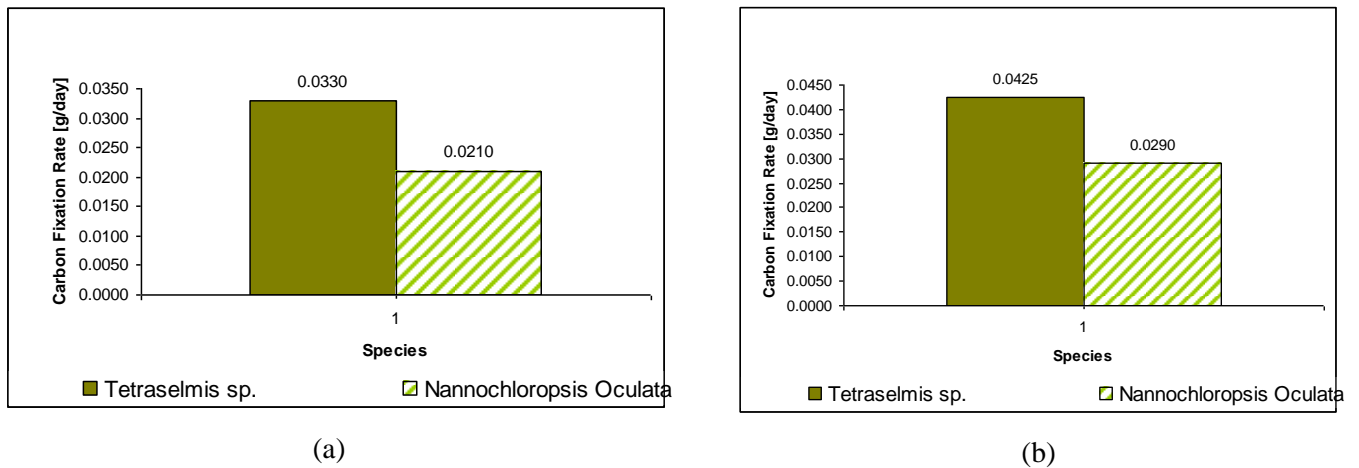 0.0330
0.0210
0.0350
0.0300
0.0250
0.0200
0.0150
0.0100
0.0050
0.0000
Carbon Fixation Rate [g/day]
1
Species
Tetraselmis sp.
Nannochloropsis Oculata
(a)
0.0425
0.0290
0.0450
0.0400
0.0350
0.0300
0.0250
0.0200
0.0150
0.0100
0.0050
0.0000
Carbon Fixation Rate [g/day]
1
Species
Tetraselmis sp.
Nannochloropsis Oculata
(b)